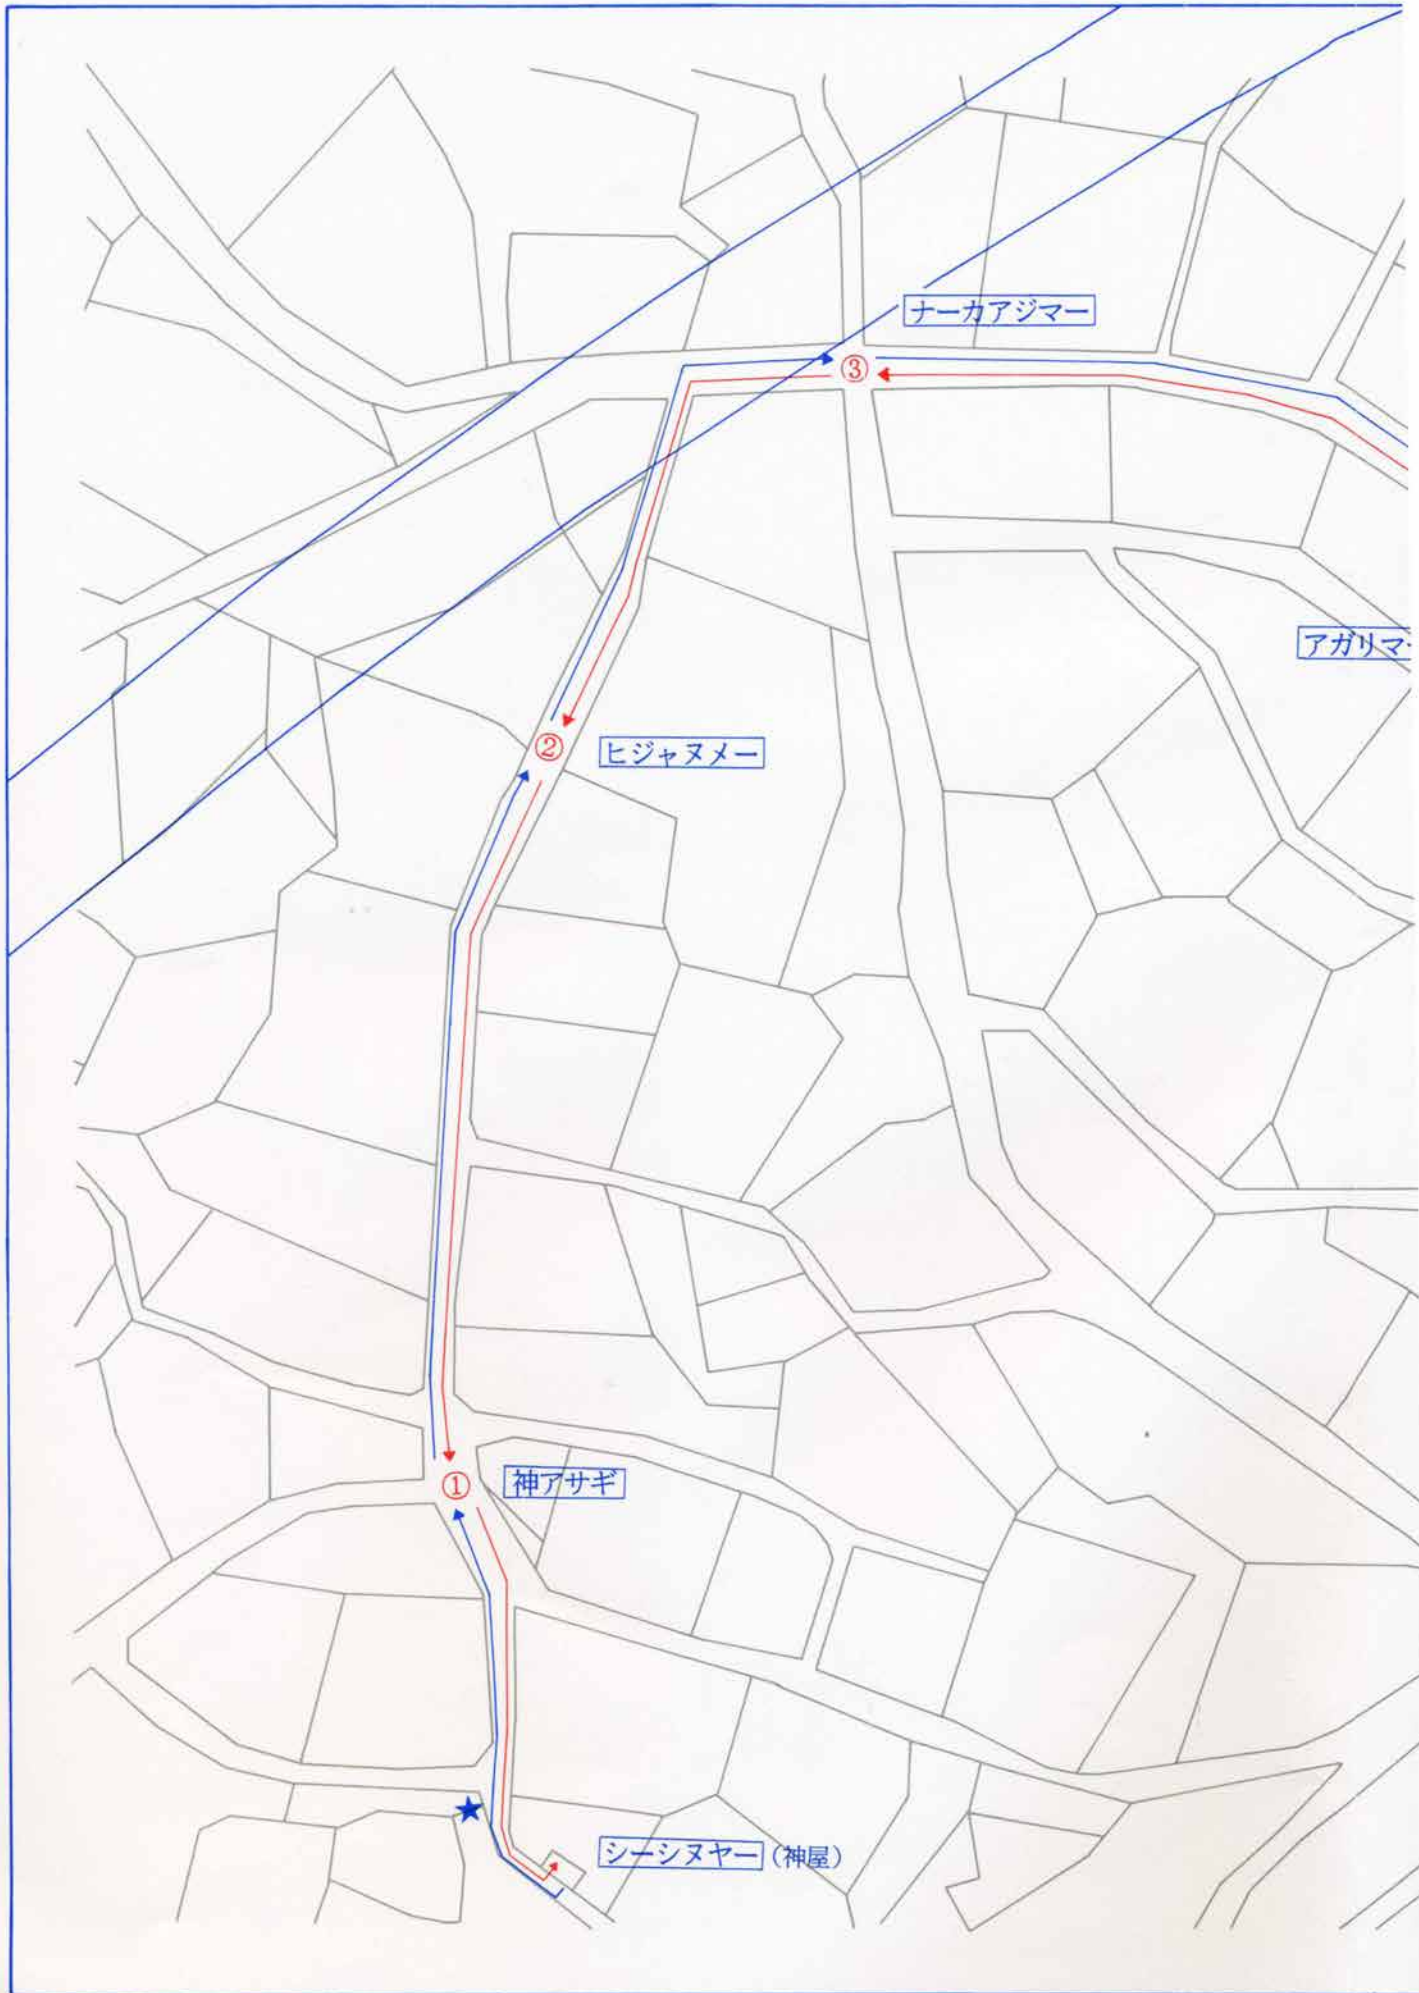 ナーカアジマー
③
アガリマ
②
ヒジャヌメー
①
神アサギ
シーシヌヤー(神屋)